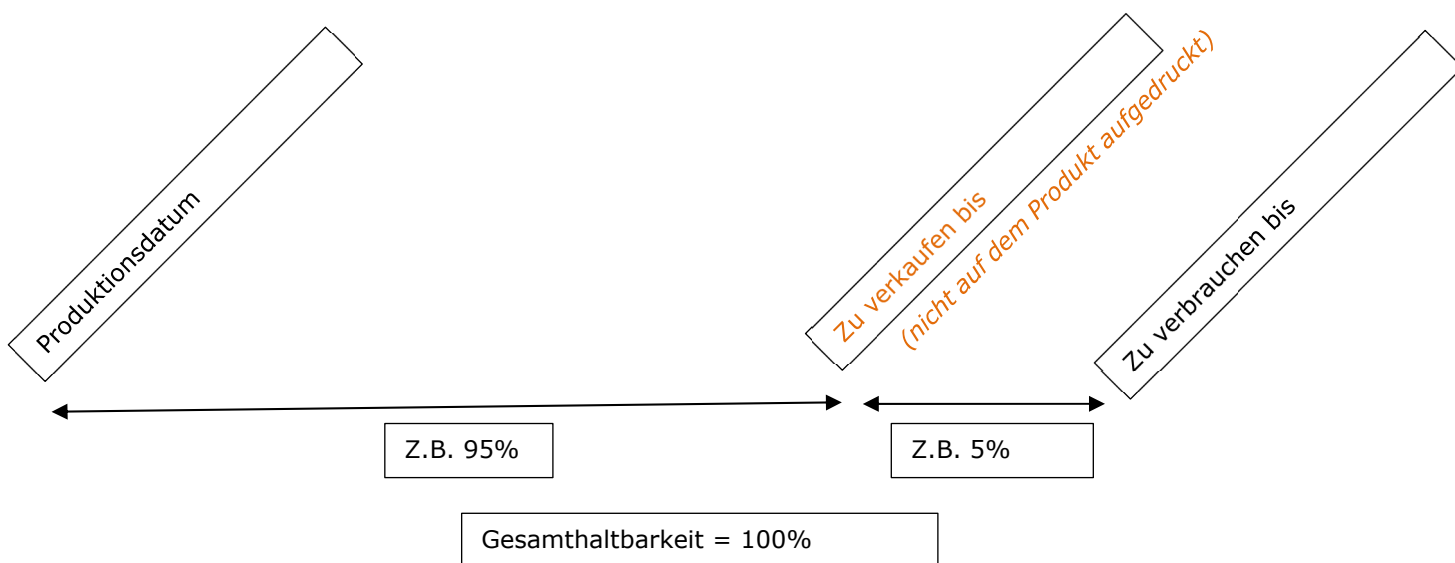 Produktionsdatum
Zu verkaufen bis
(nicht auf dem Produkt aufgedruckt)
Zu verbrauchen bis
Z.B. 95%
Z.B. 5%
Gesamthaltbarkeit = 100%